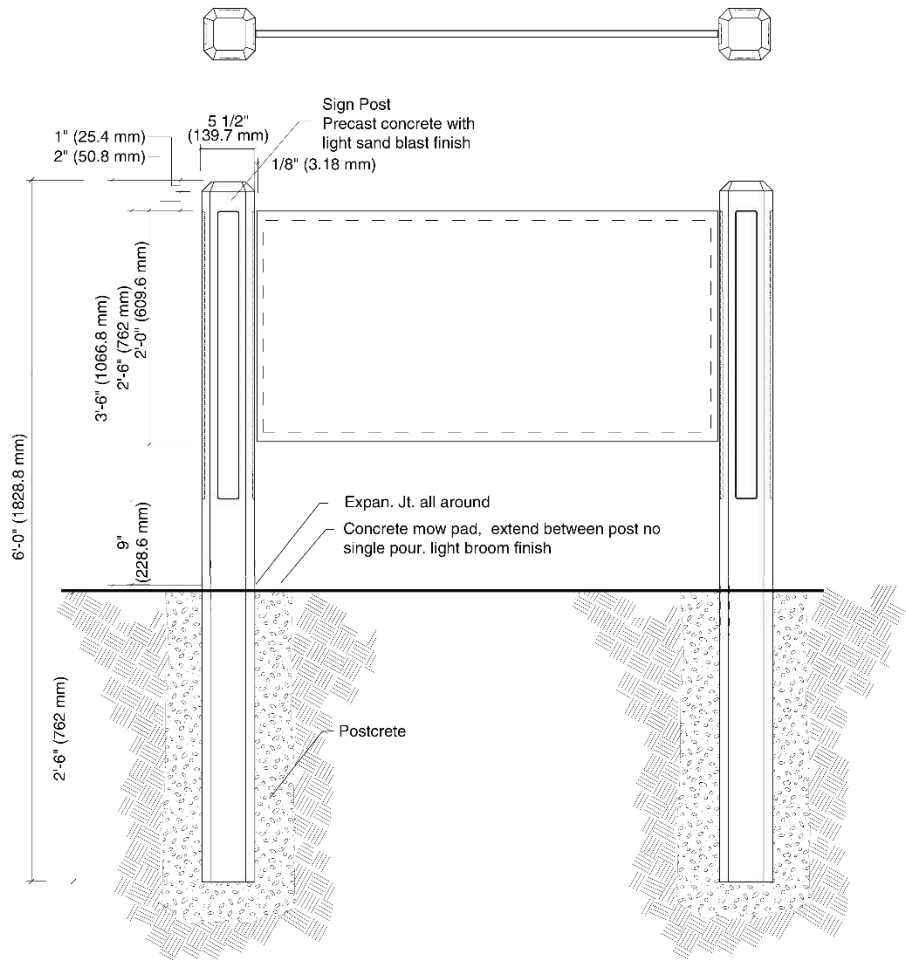 Sign Post
Precast concrete with
light sand blast finish
5 1/2"
(139.7 mm)
1" (25.4 mm)
2" (50.8 mm)
1/8" (3.18 mm)
3'-6" (1066.8 mm)
2'-6" (762 mm)
2'-0" (609.6 mm)
6'-0" (1828.8 mm)
9"
(228.6 mm)
Expan. Jt. all around
Concrete mow pad, extend between post no
single pour. light broom finish
2'-6" (762 mm)
Postcrete